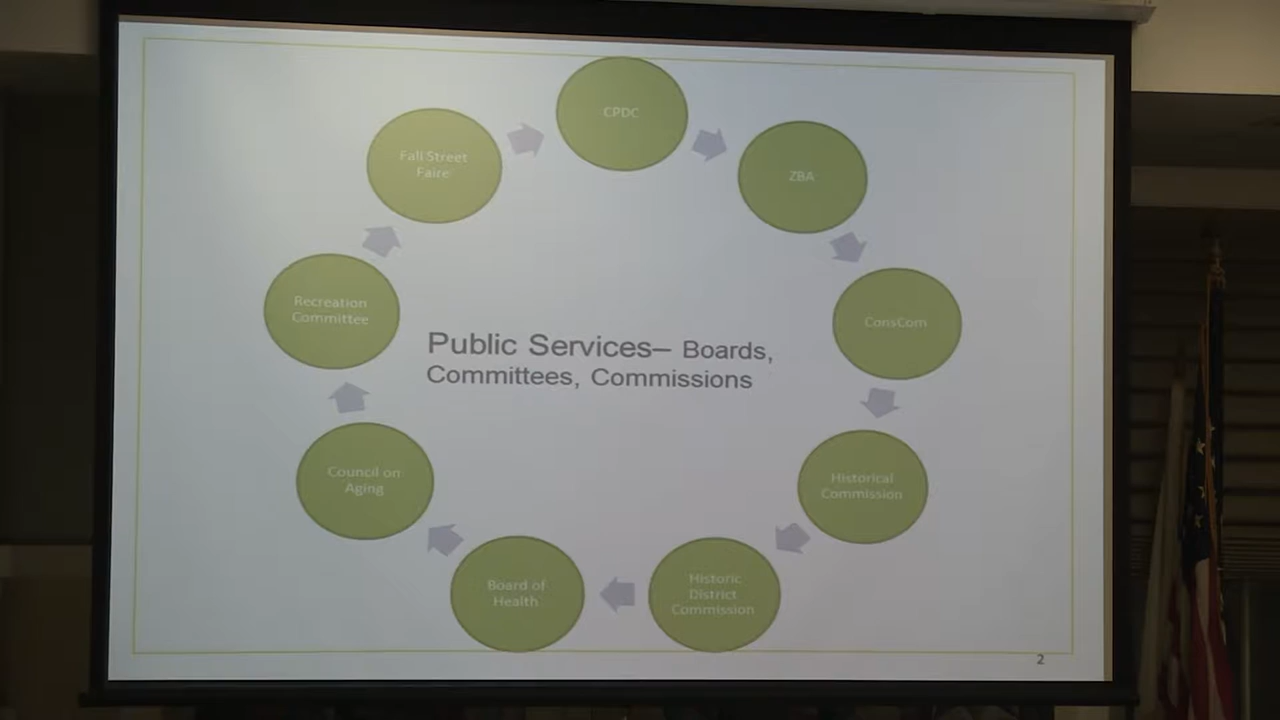 CPDC
ZBA
ConsCom
Historical
Commission
Historic
District
Commission
Board of
Health
Council on
Aging
Recreation
Committee
Fall Street
Faire
Public Services– Boards,
Committees, Commissions
2